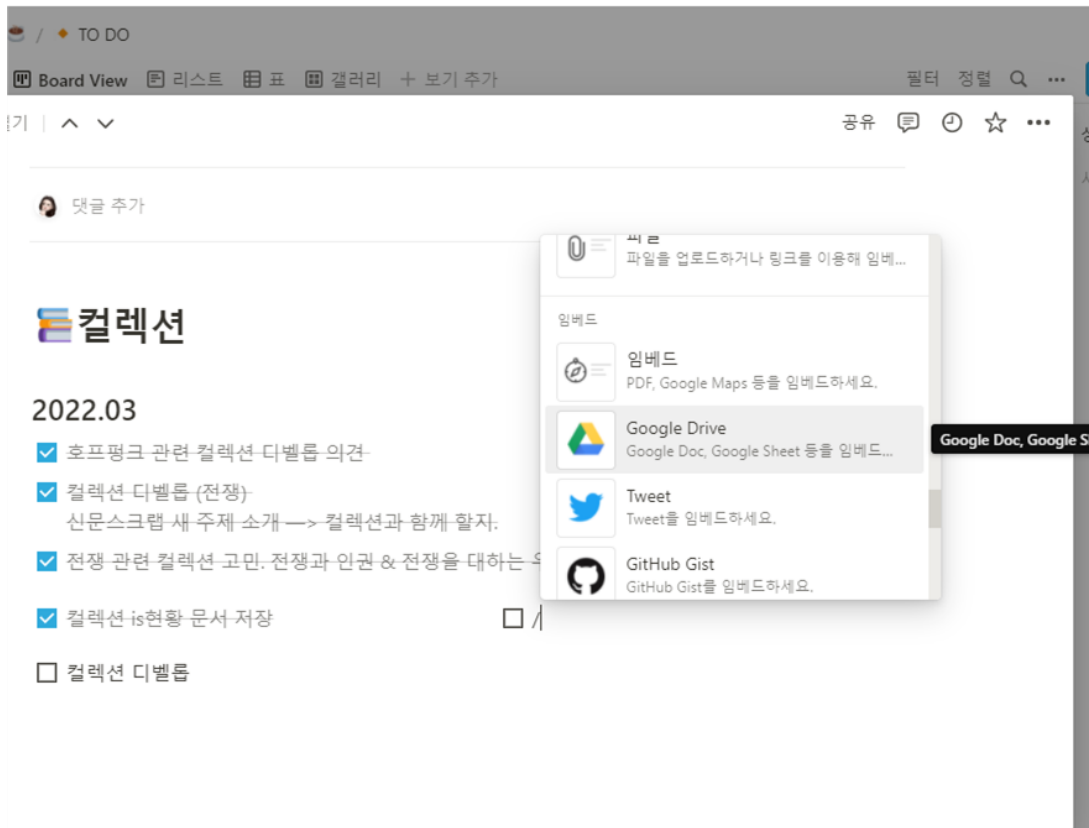 / TO DO
Board View 리스트 표 갤러리 + 보기 추가 필터 정렬 ...
공유 ...
댓글 추가
파일
파일을 업로드하거나 링크를 이용해 임베...
임베드
컬렉션
임베드
PDF, Google Maps 등을 임베드하세요.
2022.03
Google Drive
Google Doc, Google Sheet 등을 임베드...
Google Doc, Google S
호프펑크 관련 컬렉션 디벨롭 의견
컬렉션 디벨롭 (전쟁)
신문스크랩 새 주제 소개 —> 컬렉션과 함께 할지.
Tweet
Tweet을 임베드하세요.
전쟁 관련 컬렉션 고민. 전쟁과 인권 & 전쟁을 대하는
GitHub Gist
GitHub Gist를 임베드하세요.
컬렉션 is현황 문서 저장
/
컬렉션 디벨롭